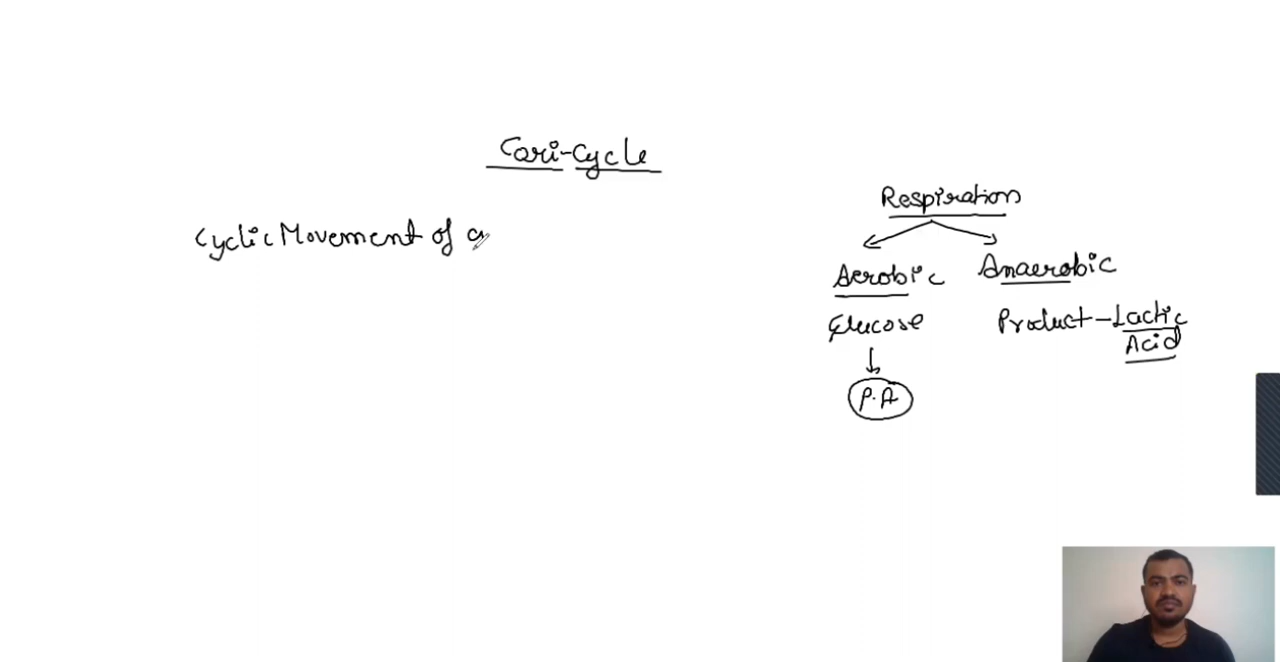 Cori-Cycle
Cyclic Movement of
Respiration
Aerobic Anaerobic
Glucose Product-Lactic
Acid
P.A